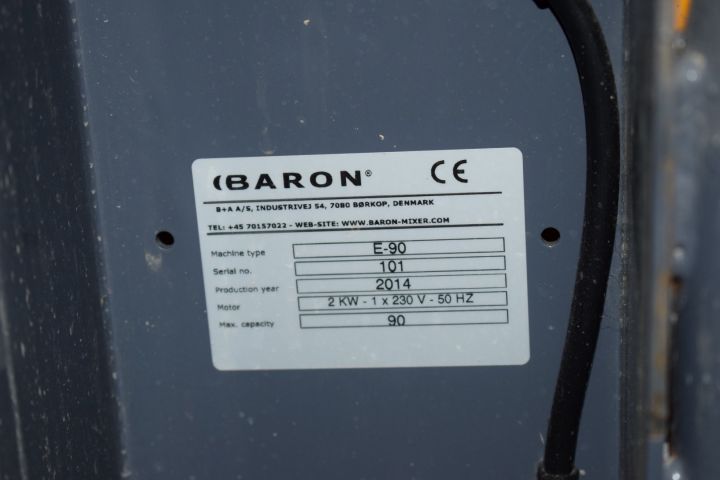 BARON® CE
B+A A/S, INDUSTRIVEJ 54, 7080 BØRKOP, DENMARK
TEL: +45 70157022 - WEB-SITE: WWW.BARON-MIXER.COM
Machine type E-90
Serial no. 101
Production year 2014
Motor 2 KW - 1 x 230 V - 50 HZ
Max. capacity 90